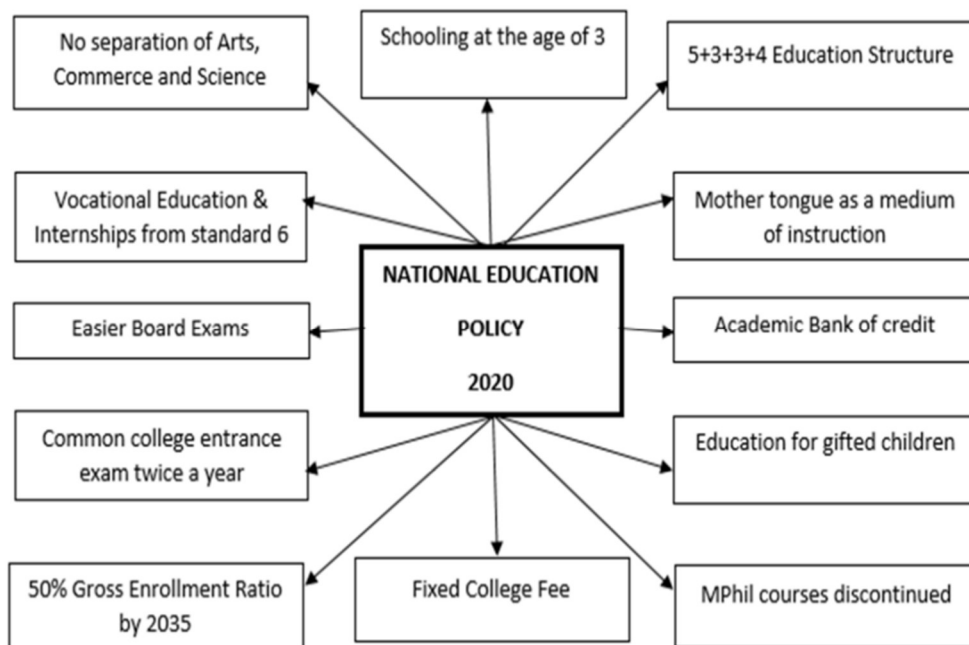 No separation of Arts,
Commerce and Science
Schooling at the age of 3
5+3+3+4 Education Structure
Vocational Education &
Internships from standard 6
Mother tongue as a medium
of instruction
NATIONAL EDUCATION
POLICY
2020
Easier Board Exams
Academic Bank of credit
Common college entrance
exam twice a year
Education for gifted children
50% Gross Enrollment Ratio
by 2035
Fixed College Fee
MPhil courses discontinued